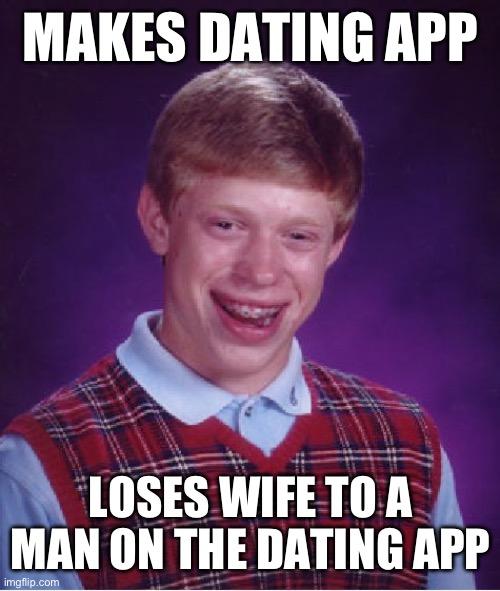 MAKES DATING APP
LOSES WIFE TO A
MAN ON THE DATING APP
imgflip.com